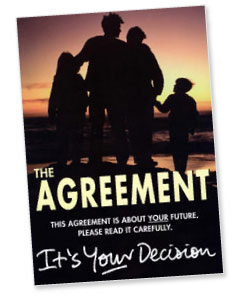 THE
AGREEMENT
THIS AGREEMENT IS ABOUT YOUR FUTURE.
PLEASE READ IT CAREFULLY.
It's Your Decision